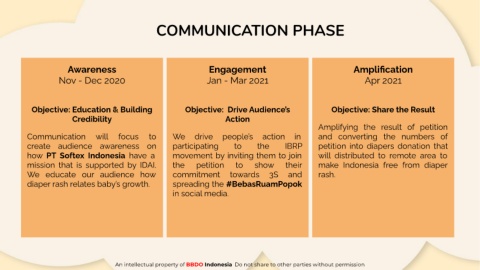 COMMUNICATION PHASE
Awareness
Nov - Dec 2020
Objective: Education & Building
Credibility
Communication will focus to
create audience awareness on
how PT Softex Indonesia have a
mission that is supported by IDAI.
We educate our audience how
diaper rash relates baby's growth.
Engagement
Jan - Mar 2021
Objective: Drive Audience's
Action
We drive people's action in
participating to the IBRP
movement by inviting them to join
the petition to show their
commitment towards 3S and
spreading the #BebasRuamPopok
in social media.
Amplification
Apr 2021
Objective: Share the Result
Amplifying the result of petition
and converting the numbers of
petition into diapers donation that
will distributed to remote area to
make Indonesia free from diaper
rash.
An intellectual property of BBDO Indonesia Do not share to other parties without permission